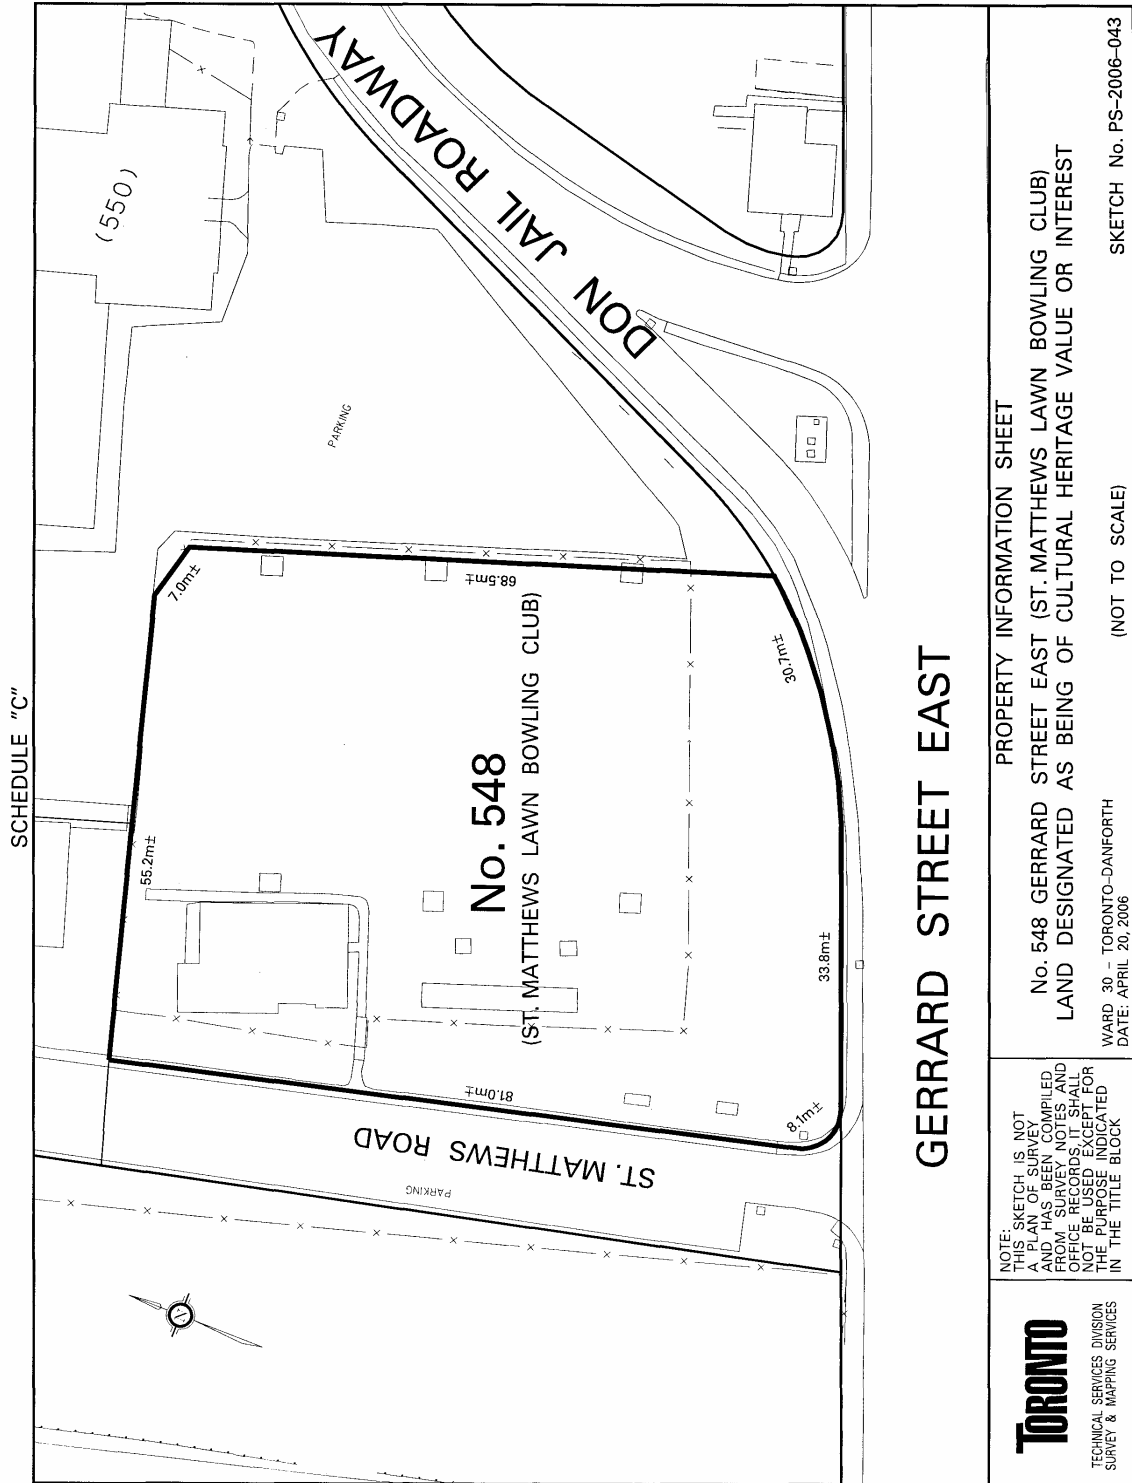 SCHEDULE "C"
(550)
DON JAIL ROADWAY
PARKING
7.0m±
68.5m±
55.2m±
30.7m±
No. 548
(ST. MATTHEWS LAWN BOWLING CLUB)
33.8m±
81.0m±
8.1m±
ST. MATTHEWS ROAD
PARKING
N
GERRARD STREET EAST
TORONTO
TECHNICAL SERVICES DIVISION
SURVEY & MAPPING SERVICES
NOTE:
THIS SKETCH IS NOT
A PLAN OF SURVEY
AND HAS BEEN COMPILED
FROM SURVEY NOTES AND
OFFICE RECORDS. IT SHALL
NOT BE USED EXCEPT FOR
THE PURPOSE INDICATED
IN THE TITLE BLOCK
PROPERTY INFORMATION SHEET
No. 548 GERRARD STREET EAST (ST. MATTHEWS LAWN BOWLING CLUB)
LAND DESIGNATED AS BEING OF CULTURAL HERITAGE VALUE OR INTEREST
WARD 30 - TORONTO-DANFORTH
DATE: APRIL 20, 2006
(NOT TO SCALE)
SKETCH No. PS-2006-043